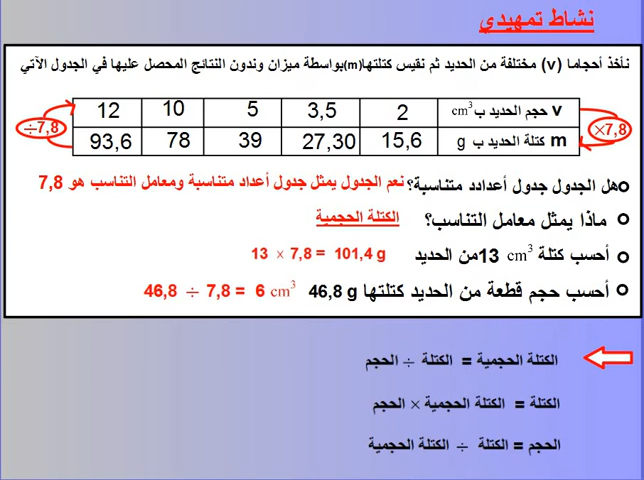 نشاط تمهيدي
نأخذ أحجاما (v) مختلفة من الحديد ثم نقيس كتلتها(m)بواسطة ميزان وندون النتائج المحصل عليها في الجدول الآتي
v حجم الحديد ب cm³ 2 3,5 5 10 12
m كتلة الحديد ب g 15,6 27,30 39 78 93,6
×7,8
÷7,8
هل الجدول جدول أعدادد متناسبة؟ نعم الجدول يمثل جدول أعداد متناسبة ومعامل التناسب هو 7,8
ماذا يمثل معامل التناسب؟ الكتلة الحجمية
أحسب كتلة 13 cm³من الحديد 13 × 7,8 = 101,4 g
أحسب حجم قطعة من الحديد كتلتها 46,8 g 46,8 ÷ 7,8 = 6 cm³
الكتلة الحجمية = الكتلة ÷ الحجم
الكتلة = الكتلة الحجمية × الحجم
الحجم = الكتلة ÷ الكتلة الحجمية